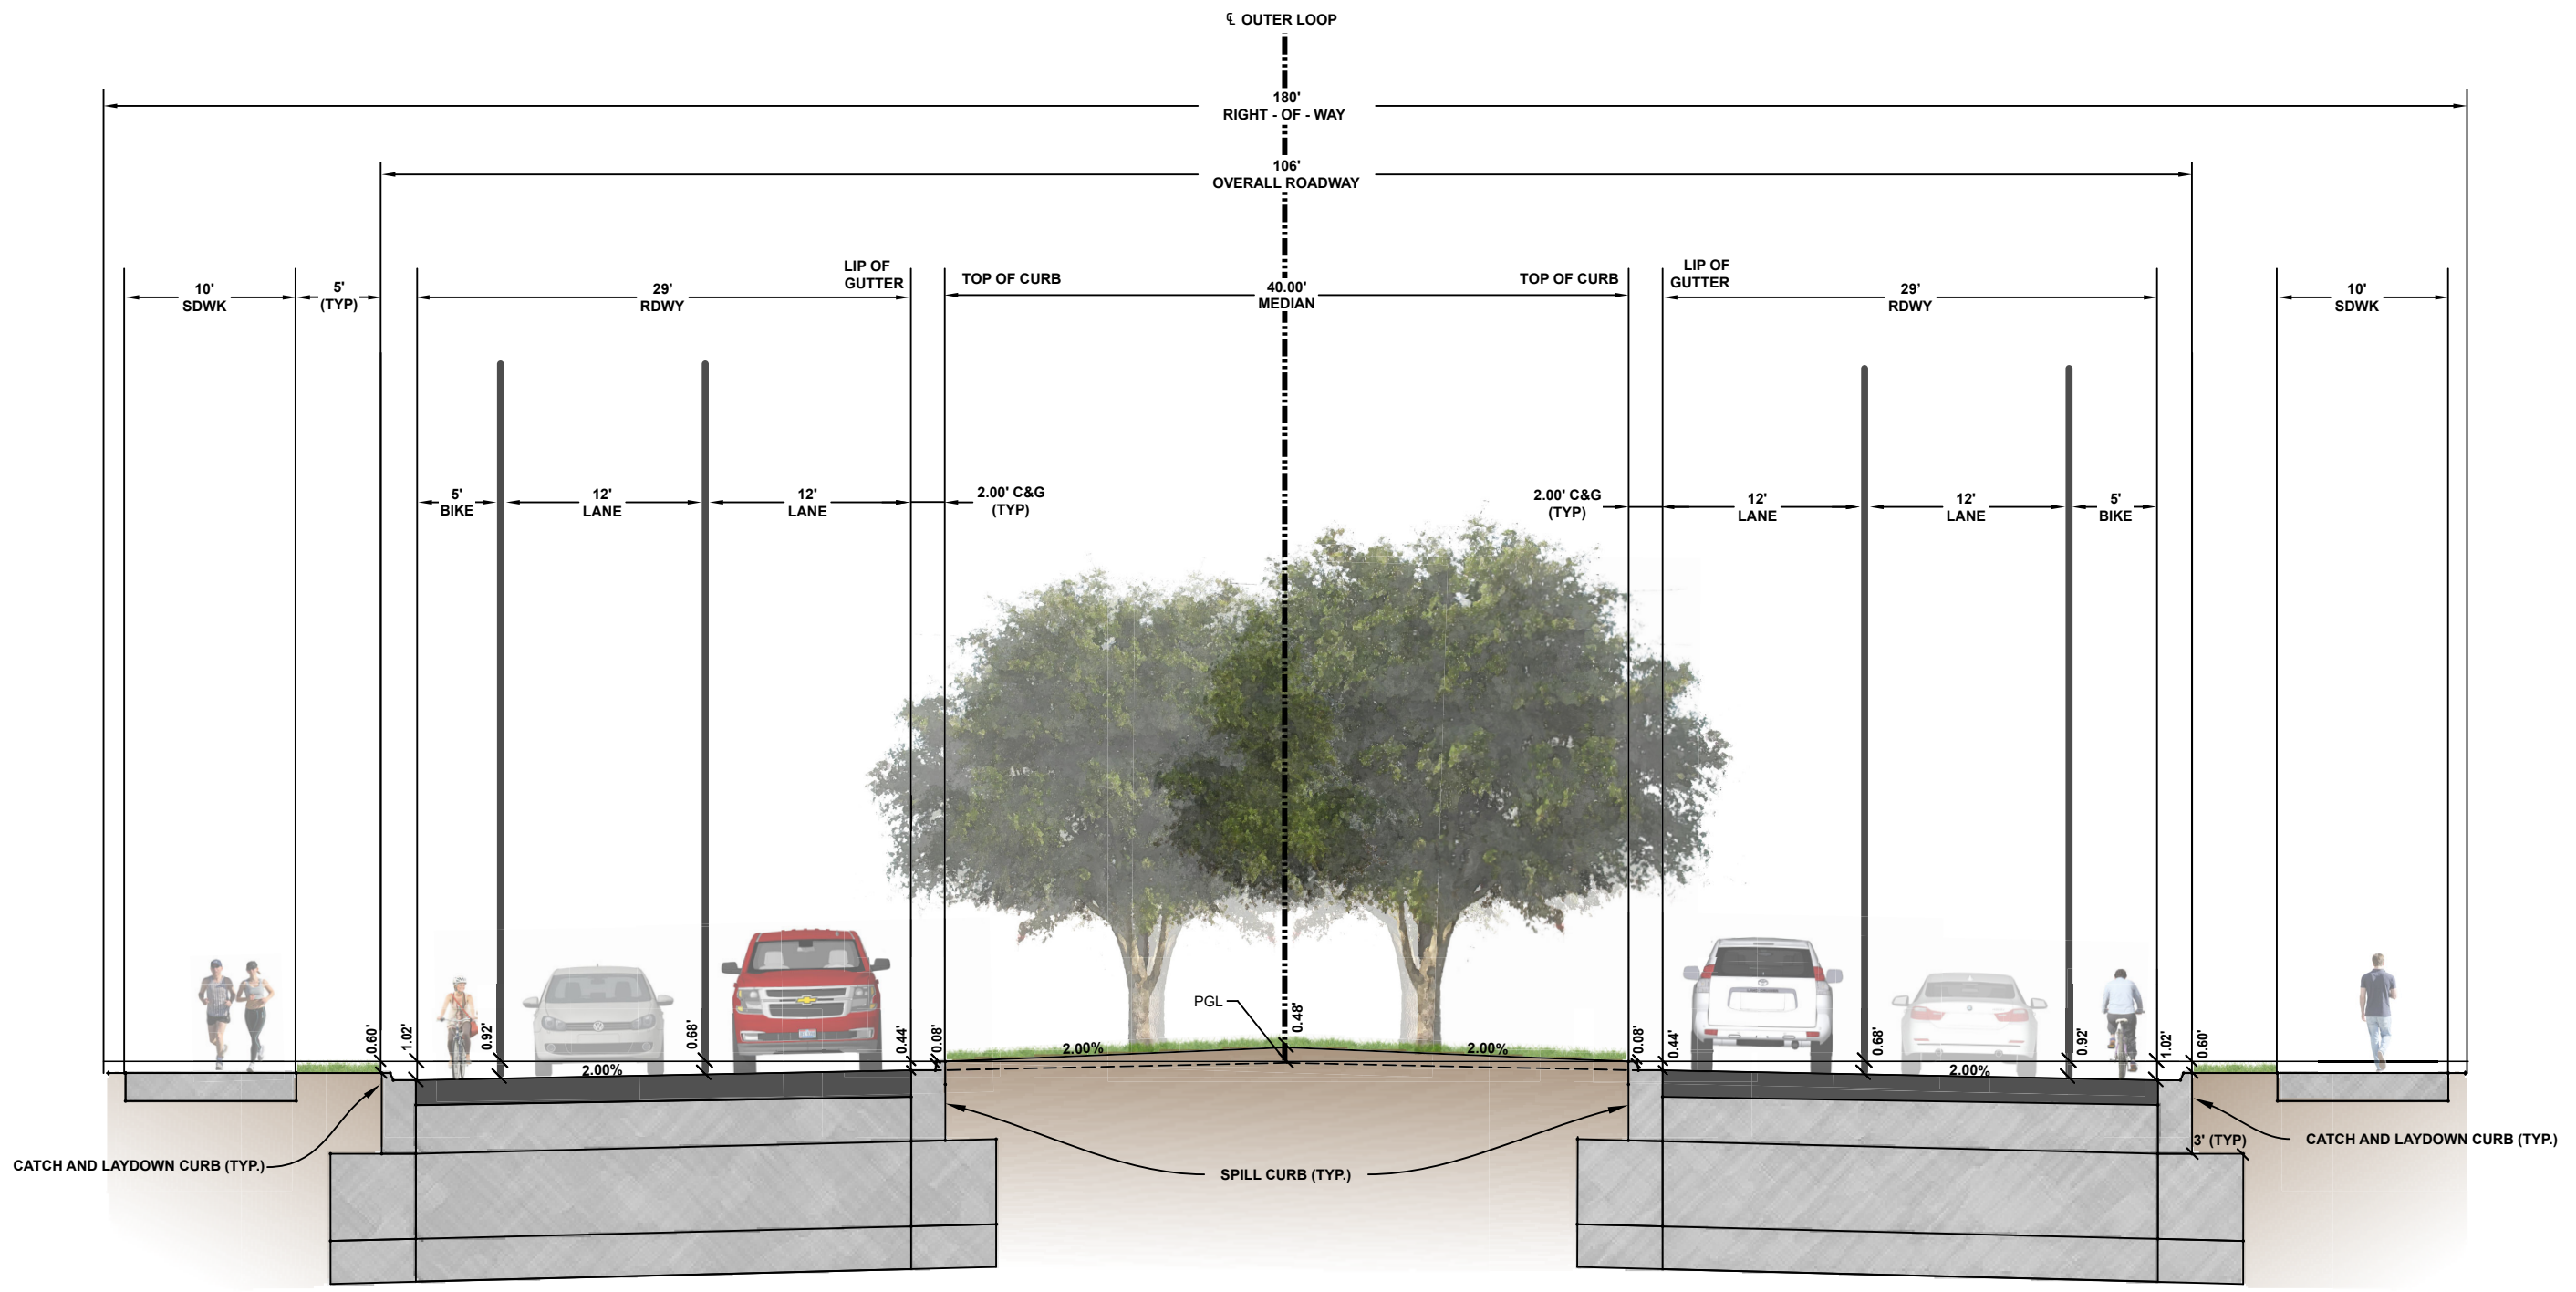 ℄ OUTER LOOP
180'
RIGHT - OF - WAY
106'
OVERALL ROADWAY
10'
SDWK
5'
(TYP)
29'
RDWY
LIP OF
GUTTER
TOP OF CURB
40.00'
MEDIAN
TOP OF CURB
LIP OF
GUTTER
29'
RDWY
10'
SDWK
5'
BIKE
12'
LANE
12'
LANE
2.00' C&G
(TYP)
2.00' C&G
(TYP)
12'
LANE
12'
LANE
5'
BIKE
PGL
0.60'
1.02'
0.92'
0.68'
0.44'
0.08'
0.48'
0.08'
0.44'
0.68'
0.92'
1.02'
0.60'
2.00%
2.00%
2.00%
2.00%
CATCH AND LAYDOWN CURB (TYP.)
SPILL CURB (TYP.)
3' (TYP)
CATCH AND LAYDOWN CURB (TYP.)